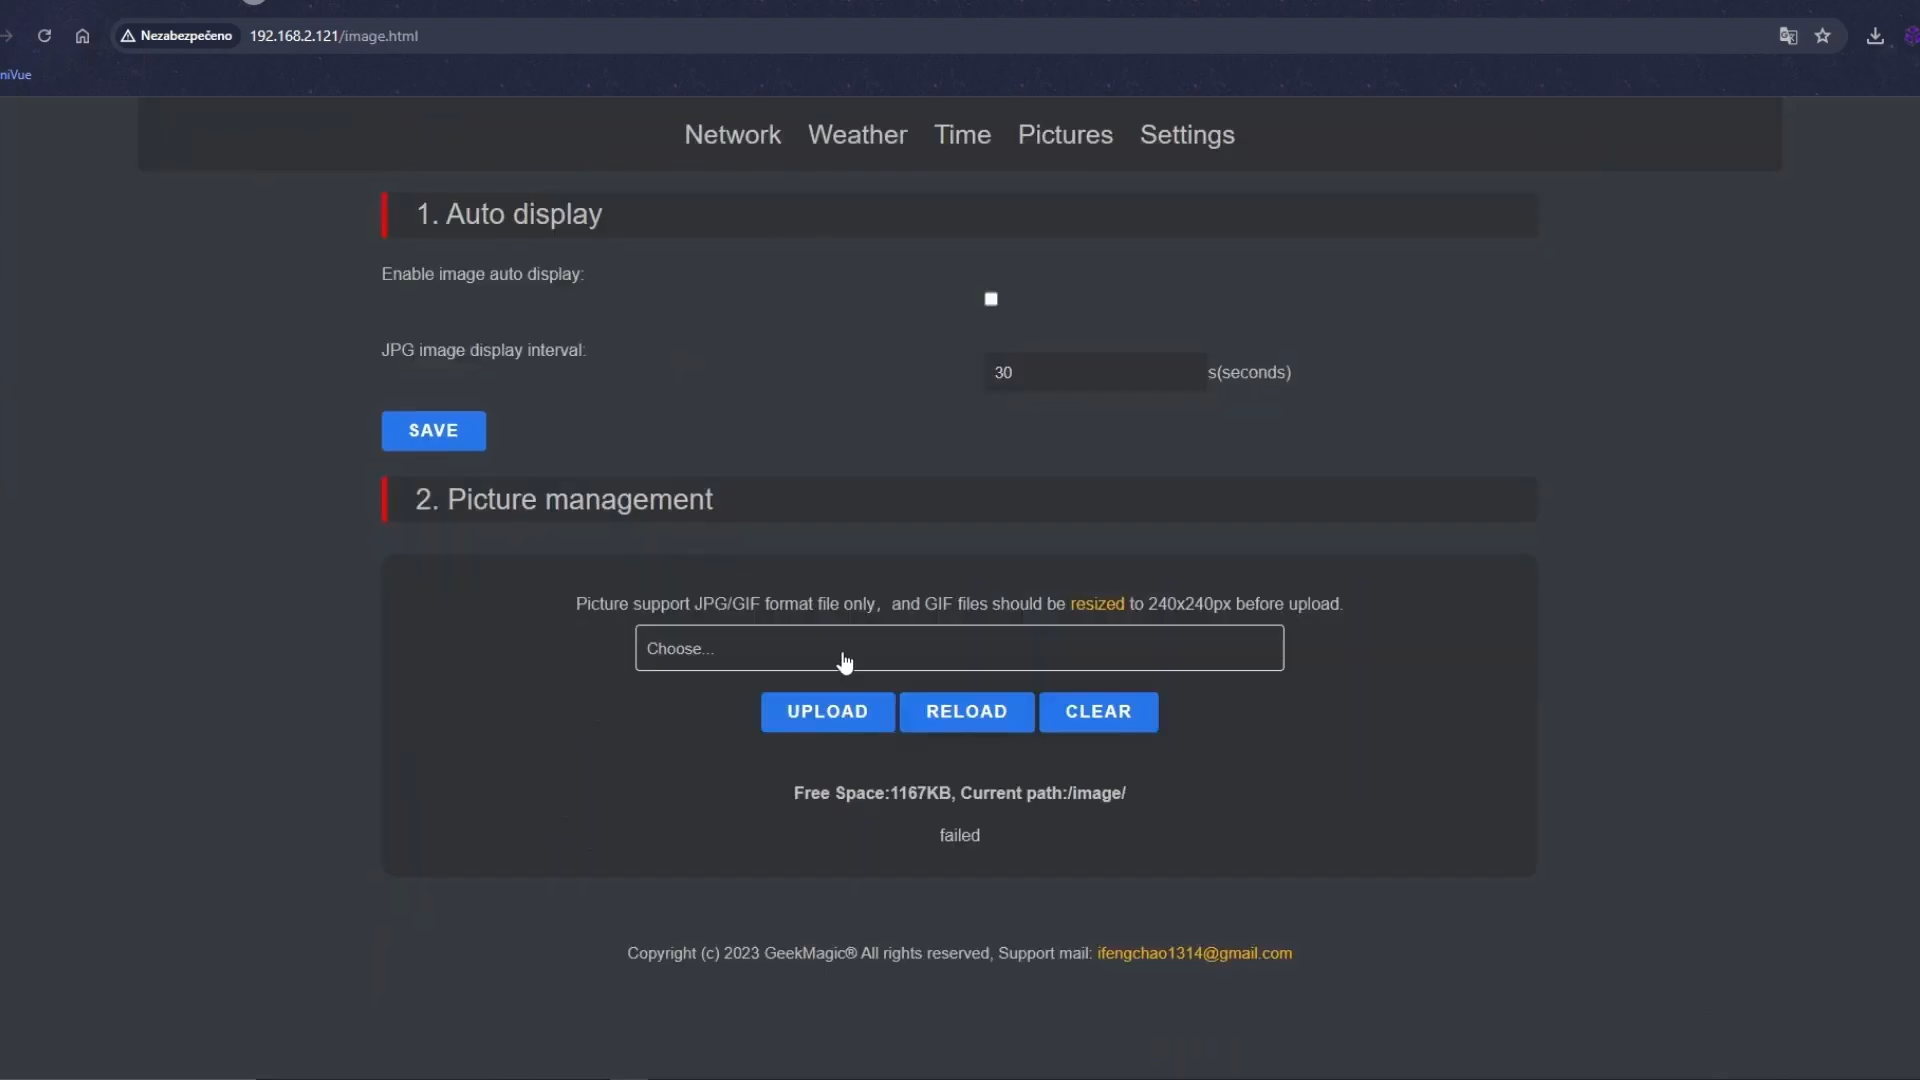 Nezabezpečeno 192.168.2.121/image.html
niVue
Network Weather Time Pictures Settings
1. Auto display
Enable image auto display:
JPG image display interval:
30 s(seconds)
SAVE
2. Picture management
Picture support JPG/GIF format file only，and GIF files should be resized to 240x240px before upload.
Choose...
UPLOAD RELOAD CLEAR
Free Space:1167KB, Current path:/image/
failed
Copyright (c) 2023 GeekMagic® All rights reserved, Support mail: ifengchao1314@gmail.com